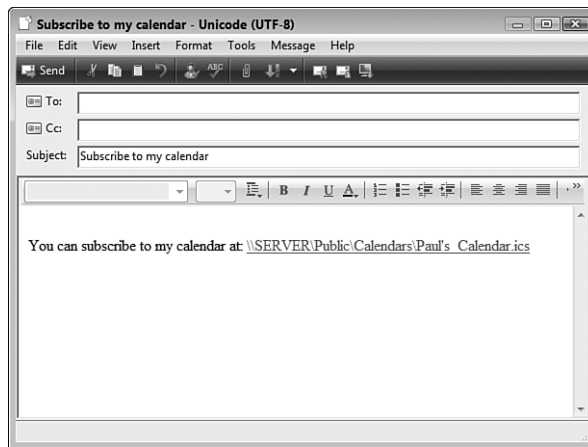 Subscribe to my calendar - Unicode (UTF-8)
File Edit View Insert Format Tools Message Help
Send
ABC
To:
Cc:
Subject: Subscribe to my calendar
B I U A
You can subscribe to my calendar at: \\SERVER\Public\Calendars\Paul's_Calendar.ics